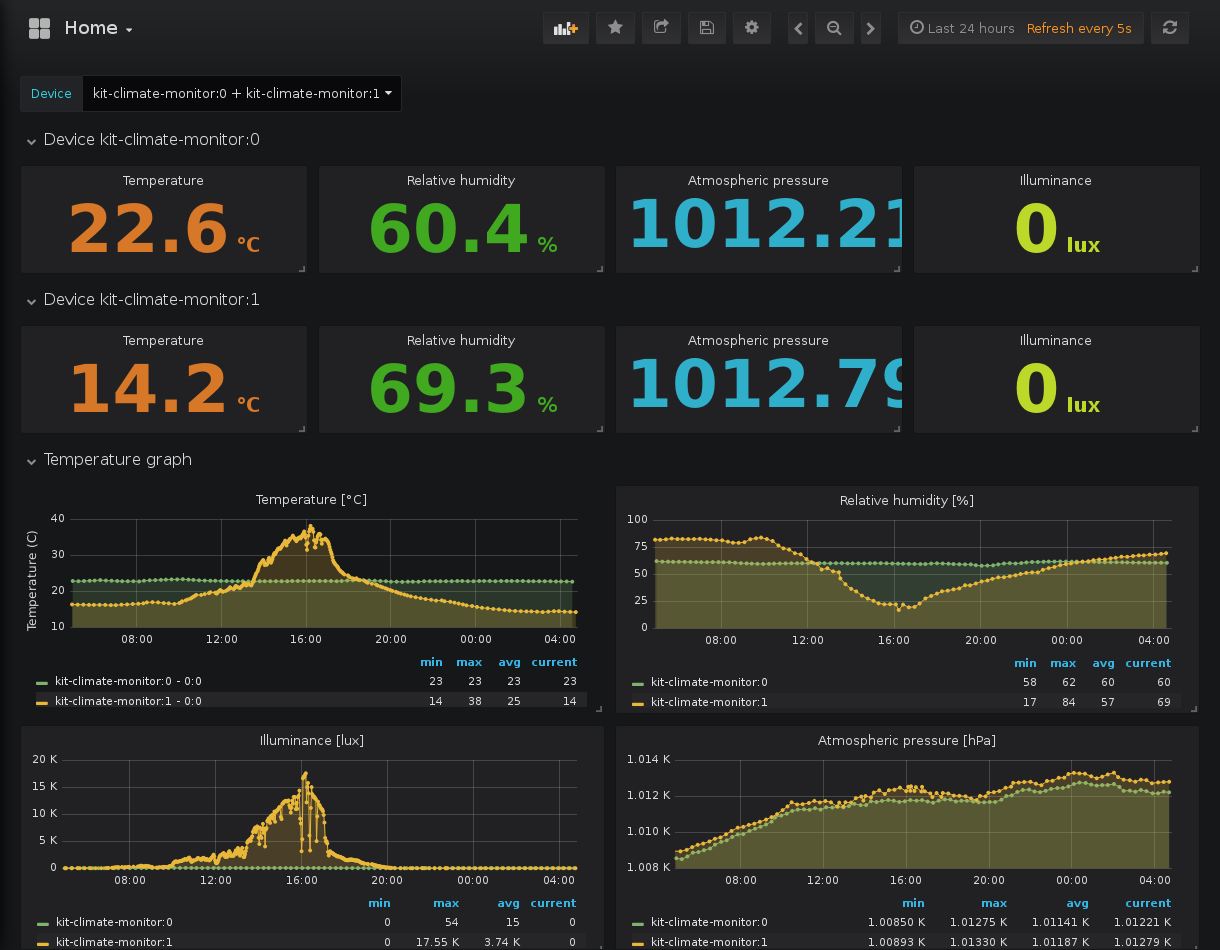 Home
Last 24 hours Refresh every 5s
Device kit-climate-monitor:0 + kit-climate-monitor:1
Device kit-climate-monitor:0
Temperature Relative humidity Atmospheric pressure Illuminance
22.6 °C 60.4 % 1012.21 0 lux
Device kit-climate-monitor:1
Temperature Relative humidity Atmospheric pressure Illuminance
14.2 °C 69.3 % 1012.79 0 lux
Temperature graph
Temperature [°C]
Temperature (C)
40
30
20
10
08:00 12:00 16:00 20:00 00:00 04:00
min max avg current
kit-climate-monitor:0 - 0:0 23 23 23 23
kit-climate-monitor:1 - 0:0 14 38 25 14
Relative humidity [%]
100
75
50
25
0
08:00 12:00 16:00 20:00 00:00 04:00
min max avg current
kit-climate-monitor:0 58 62 60 60
kit-climate-monitor:1 17 84 57 69
Illuminance [lux]
20 K
15 K
10 K
5 K
0
08:00 12:00 16:00 20:00 00:00 04:00
min max avg current
kit-climate-monitor:0 0 54 15 0
kit-climate-monitor:1 0 17.55 K 3.74 K 0
Atmospheric pressure [hPa]
1.014 K
1.012 K
1.010 K
1.008 K
08:00 12:00 16:00 20:00 00:00 04:00
min max avg current
kit-climate-monitor:0 1.00850 K 1.01275 K 1.01141 K 1.01221 K
kit-climate-monitor:1 1.00893 K 1.01330 K 1.01187 K 1.01279 K